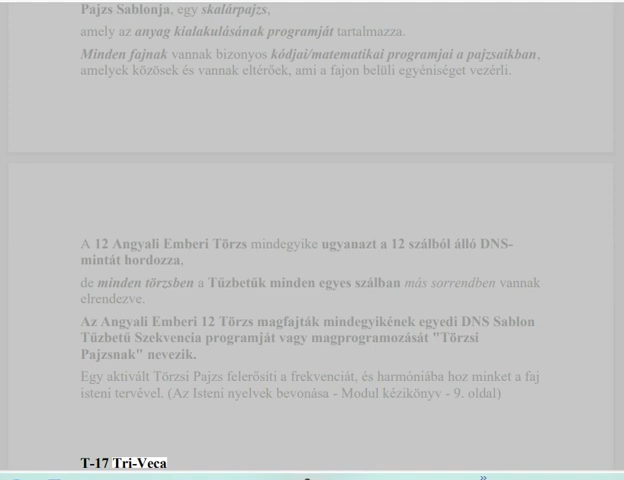 Pajzs Sablonja, egy skalárpajzs,
amely az anyag kialakulásának programját tartalmazza.
Minden fajnak vannak bizonyos kódjai/matematikai programjai a pajzsaikban,
amelyek közösek és vannak eltérőek, ami a fajon belüli egyéniséget vezérli.
A 12 Angyali Emberi Törzs mindegyike ugyanazt a 12 szálból álló DNS-
mintát hordozza,
de minden törzsben a Tűzbetűk minden egyes szálban más sorrendben vannak
elrendezve.
Az Angyali Emberi 12 Törzs magfajták mindegyikének egyedi DNS Sablon
Tűzbetű Szekvencia programját vagy magprogramozását "Törzsi
Pajzsnak" nevezik.
Egy aktivált Törzsi Pajzs felerősíti a frekvenciát, és harmóniába hoz minket a faj
isteni tervével. (Az Isteni nyelvek bevonása - Modul kézikönyv - 9. oldal)
T-17 Tri-Veca